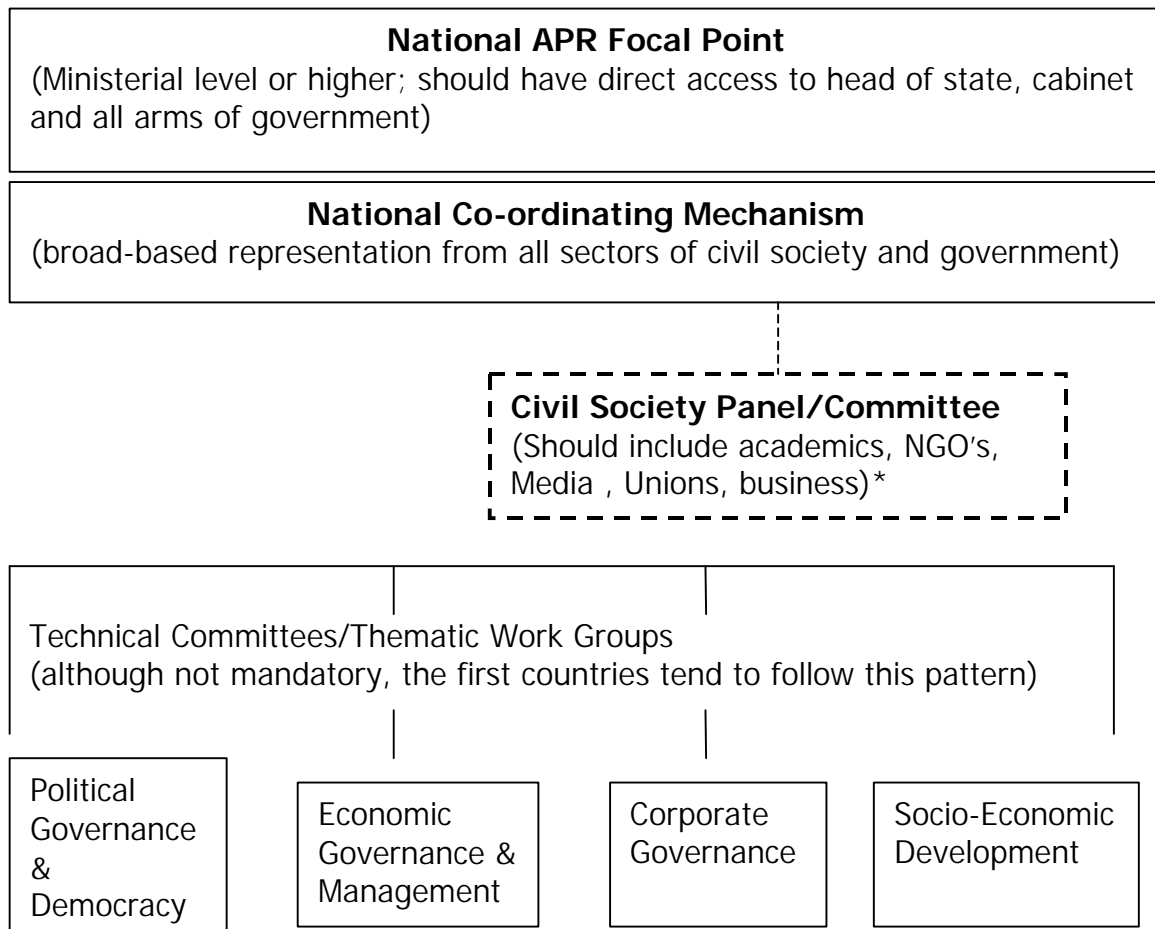 National APR Focal Point
(Ministerial level or higher; should have direct access to head of state, cabinet
and all arms of government)
National Co-ordinating Mechanism
(broad-based representation from all sectors of civil society and government)
Civil Society Panel/Committee
(Should include academics, NGO's,
Media , Unions, business)*
Technical Committees/Thematic Work Groups
(although not mandatory, the first countries tend to follow this pattern)
Political
Governance
&
Democracy
Economic
Governance &
Management
Corporate
Governance
Socio-Economic
Development